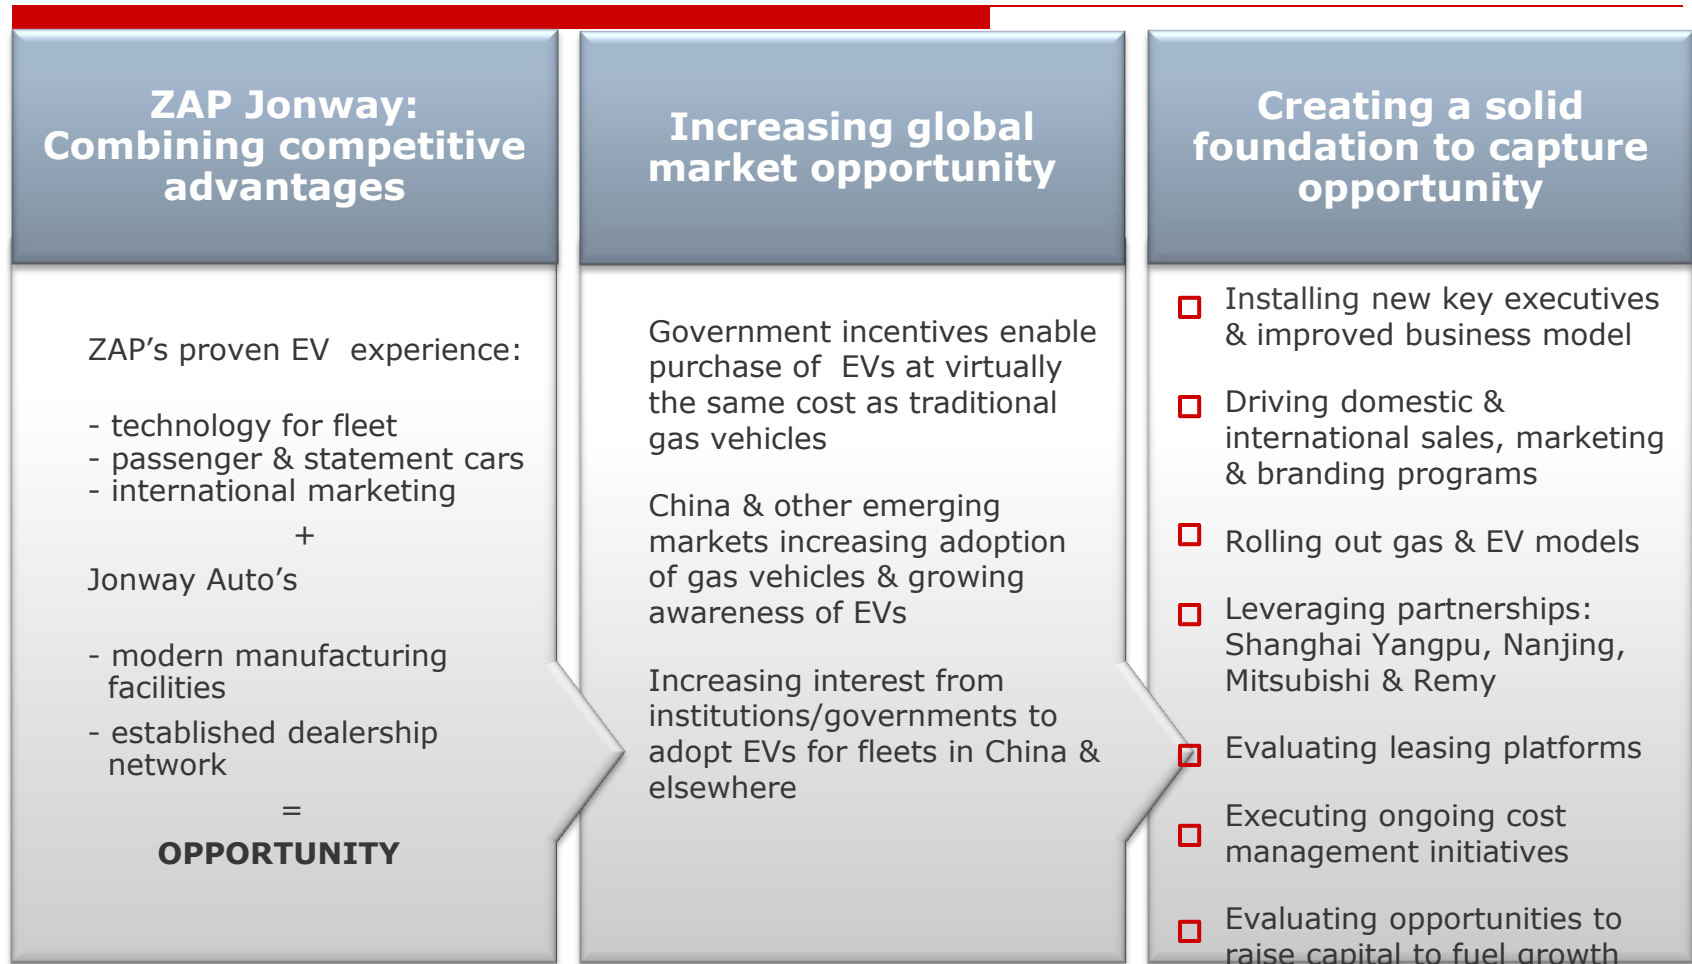 ZAP Jonway:
Combining competitive
advantages
ZAP’s proven EV  experience:
- technology for fleet
- passenger & statement cars
- international marketing
+
Jonway Auto’s
- modern manufacturing
facilities
- established dealership
network
=
OPPORTUNITY
Increasing global
market opportunity
Government incentives enable
purchase of  EVs at virtually
the same cost as traditional
gas vehicles
China & other emerging
markets increasing adoption
of gas vehicles & growing
awareness of EVs
Increasing interest from
institutions/governments to
adopt EVs for fleets in China &
elsewhere
Creating a solid
foundation to capture
opportunity
Installing new key executives
& improved business model
Driving domestic &
international sales, marketing
& branding programs
Rolling out gas & EV models
Leveraging partnerships:
Shanghai Yangpu, Nanjing,
Mitsubishi & Remy
Evaluating leasing platforms
Executing ongoing cost
management initiatives
Evaluating opportunities to
raise capital to fuel growth